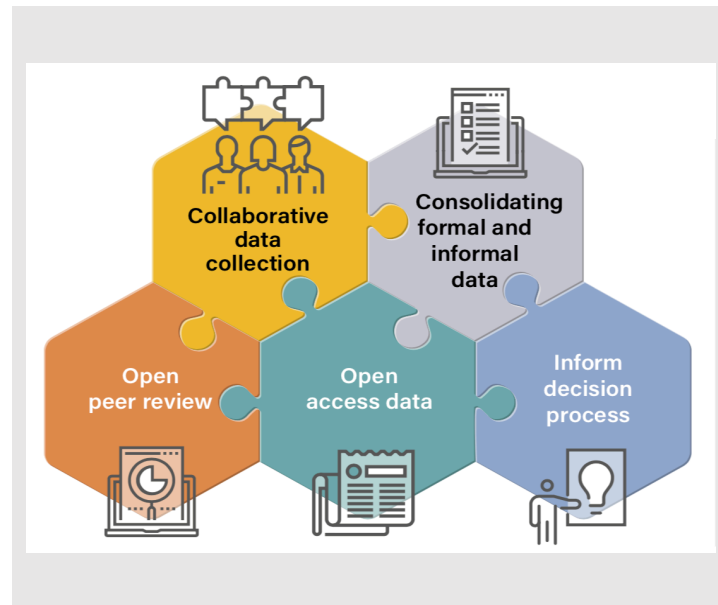 Collaborative
data
collection
Consolidating
formal and
informal
data
Open
peer review
Open
access data
Inform
decision
process